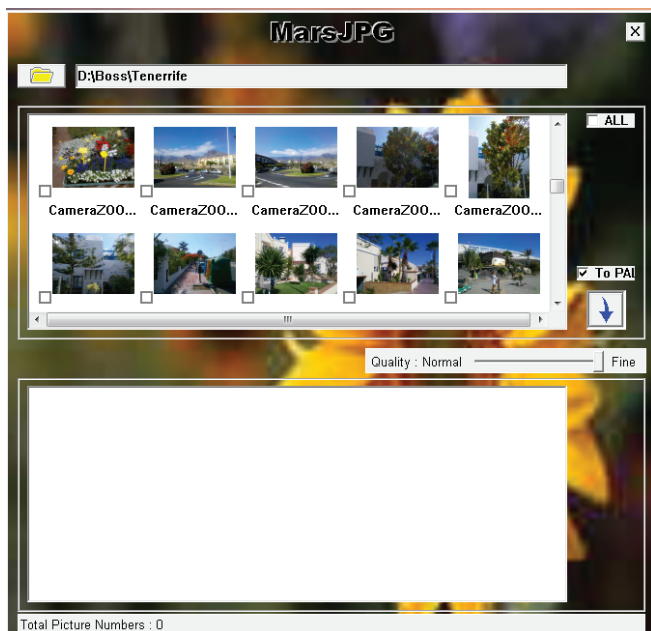 MarsJPG
D:\Boss\Tenerrife
ALL
CameraZOO... CameraZOO... CameraZOO... CameraZOO... CameraZOO...
To PAL
Quality : Normal Fine
Total Picture Numbers : 0